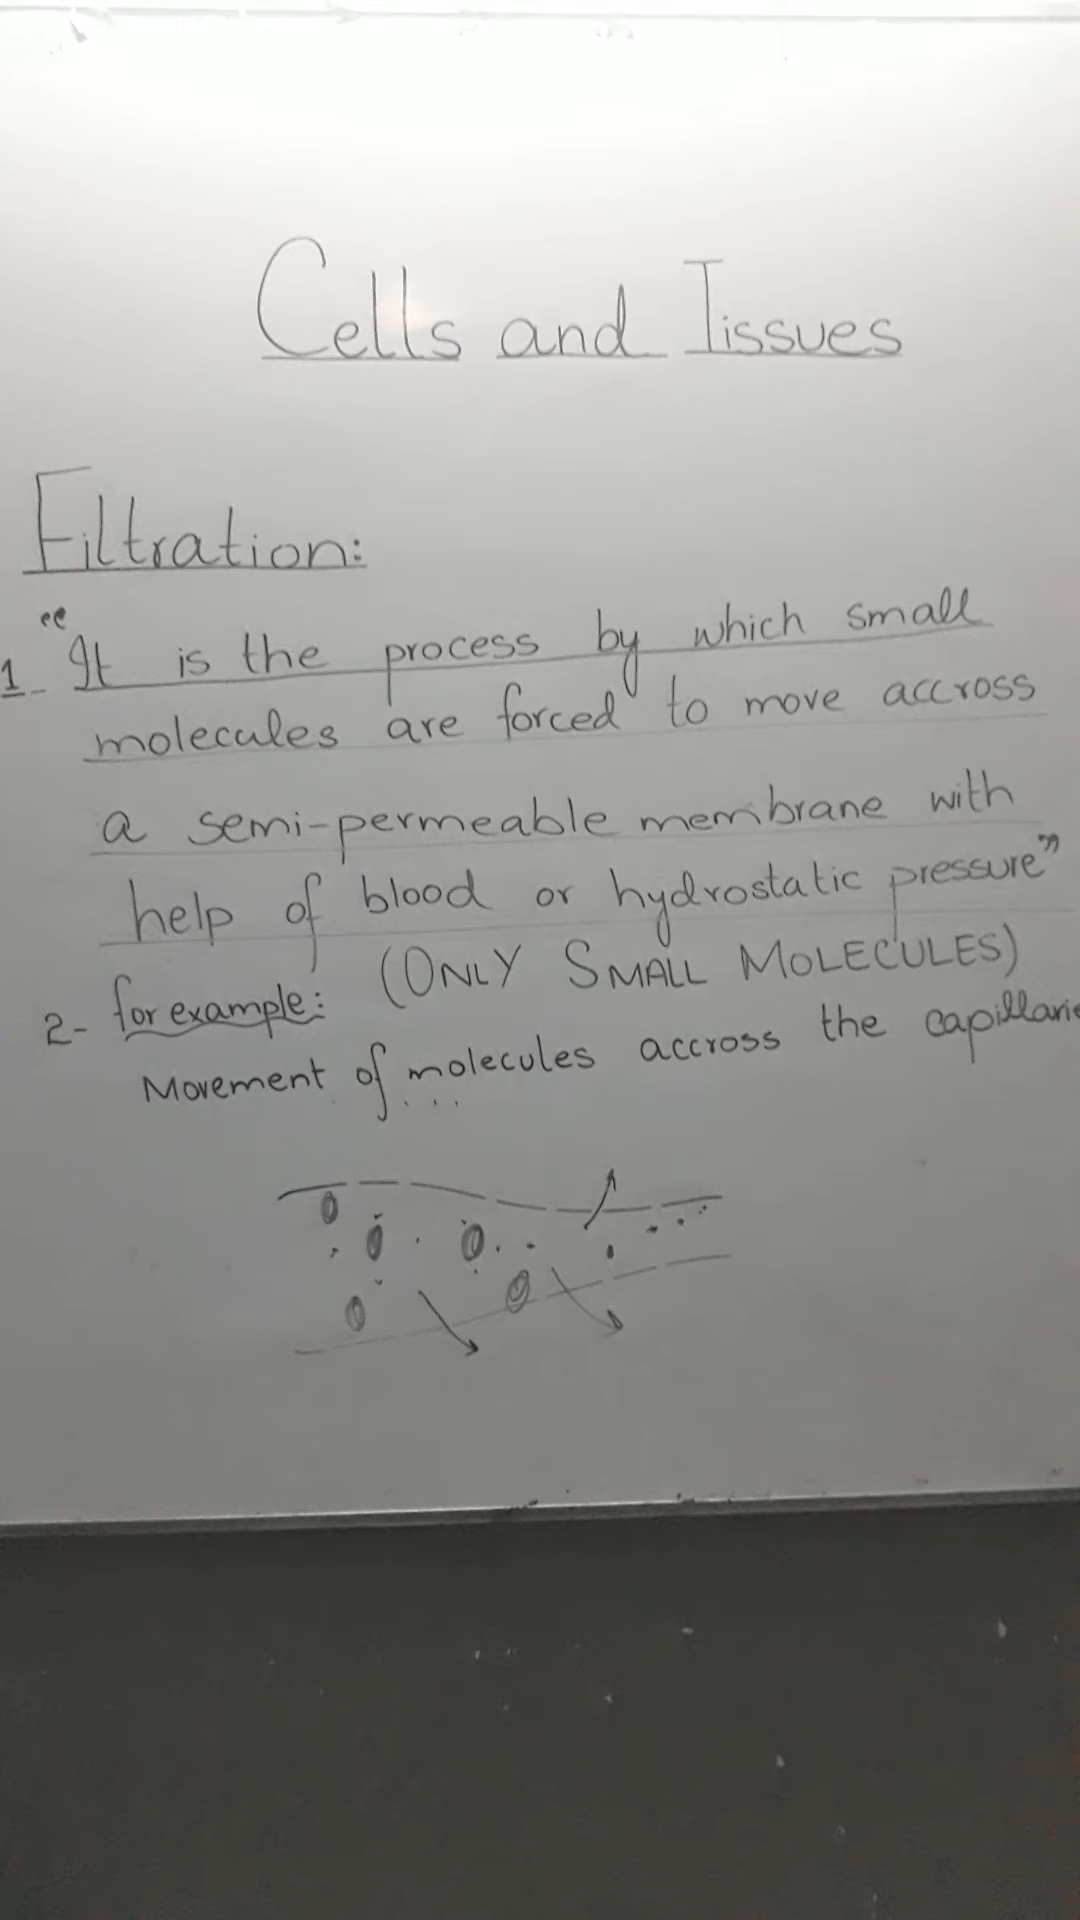 Cells and Tissues
Filtration:
1- "It is the process by which small
molecules are forced to move accross
a semi-permeable membrane with
help of blood or hydrostatic pressure"
(ONLY SMALL MOLECULES)
2- for example:
Movement of molecules accross the capillarie